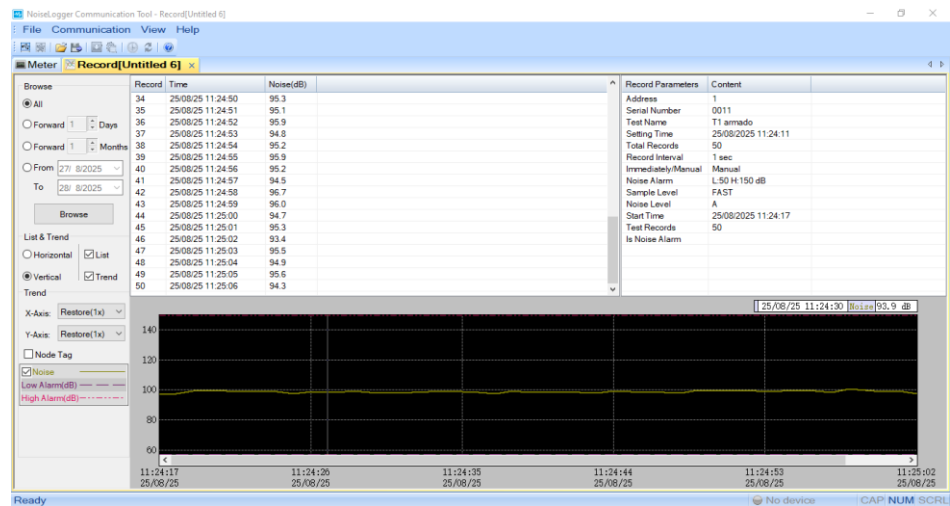 NoiseLogger Communication Tool - Record[Untitled 6]
File Communication View Help
Meter Record[Untitled 6] ×
Browse
All
Forward 1 Days
Forward 1 Months
From 27/ 8/2025
To 28/ 8/2025
Browse
List & Trend
Horizontal List
Vertical Trend
Trend
X-Axis: Restore(1x)
Y-Axis: Restore(1x)
Node Tag
Noise
Low Alarm(dB)
High Alarm(dB)
Record Time Noise(dB)
34 25/08/25 11:24:50 95.3
35 25/08/25 11:24:51 95.1
36 25/08/25 11:24:52 95.9
37 25/08/25 11:24:53 94.8
38 25/08/25 11:24:54 95.2
39 25/08/25 11:24:55 95.9
40 25/08/25 11:24:56 95.2
41 25/08/25 11:24:57 94.5
42 25/08/25 11:24:58 96.7
43 25/08/25 11:24:59 96.0
44 25/08/25 11:25:00 94.7
45 25/08/25 11:25:01 95.3
46 25/08/25 11:25:02 93.4
47 25/08/25 11:25:03 95.5
48 25/08/25 11:25:04 94.9
49 25/08/25 11:25:05 95.6
50 25/08/25 11:25:06 94.3
Record Parameters Content
Address 1
Serial Number 0011
Test Name T1 armado
Setting Time 25/08/2025 11:24:11
Total Records 50
Record Interval 1 sec
Immediately/Manual Manual
Noise Alarm L:50 H:150 dB
Sample Level FAST
Noise Level A
Start Time 25/08/2025 11:24:17
Test Records 50
Is Noise Alarm
25/08/25 11:24:30 Noise 93.9 dB
140
120
100
80
60
11:24:17 11:24:26 11:24:35 11:24:44 11:24:53 11:25:02
25/08/25 25/08/25 25/08/25 25/08/25 25/08/25 25/08/25
Ready No device CAP NUM SCRL